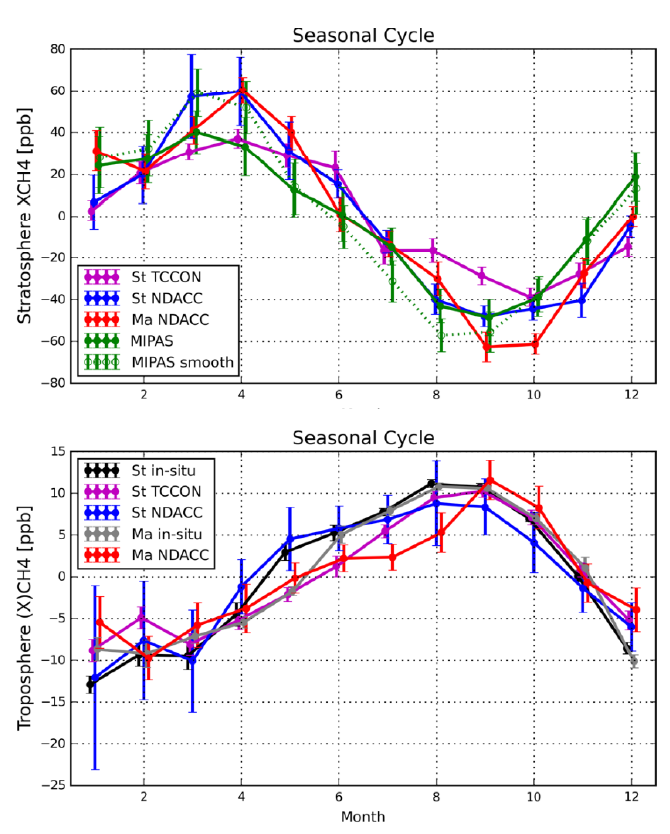 Seasonal Cycle
Stratosphere XCH4 [ppb]
80
60
40
20
0
−20
−40
−60
−80
St TCCON
St NDACC
Ma NDACC
MIPAS
MIPAS smooth
2
4
6
8
10
12
Seasonal Cycle
Troposphere (X)CH4 [ppb]
15
10
5
0
−5
−10
−15
−20
−25
St in-situ
St TCCON
St NDACC
Ma in-situ
Ma NDACC
2
4
6
8
10
12
Month